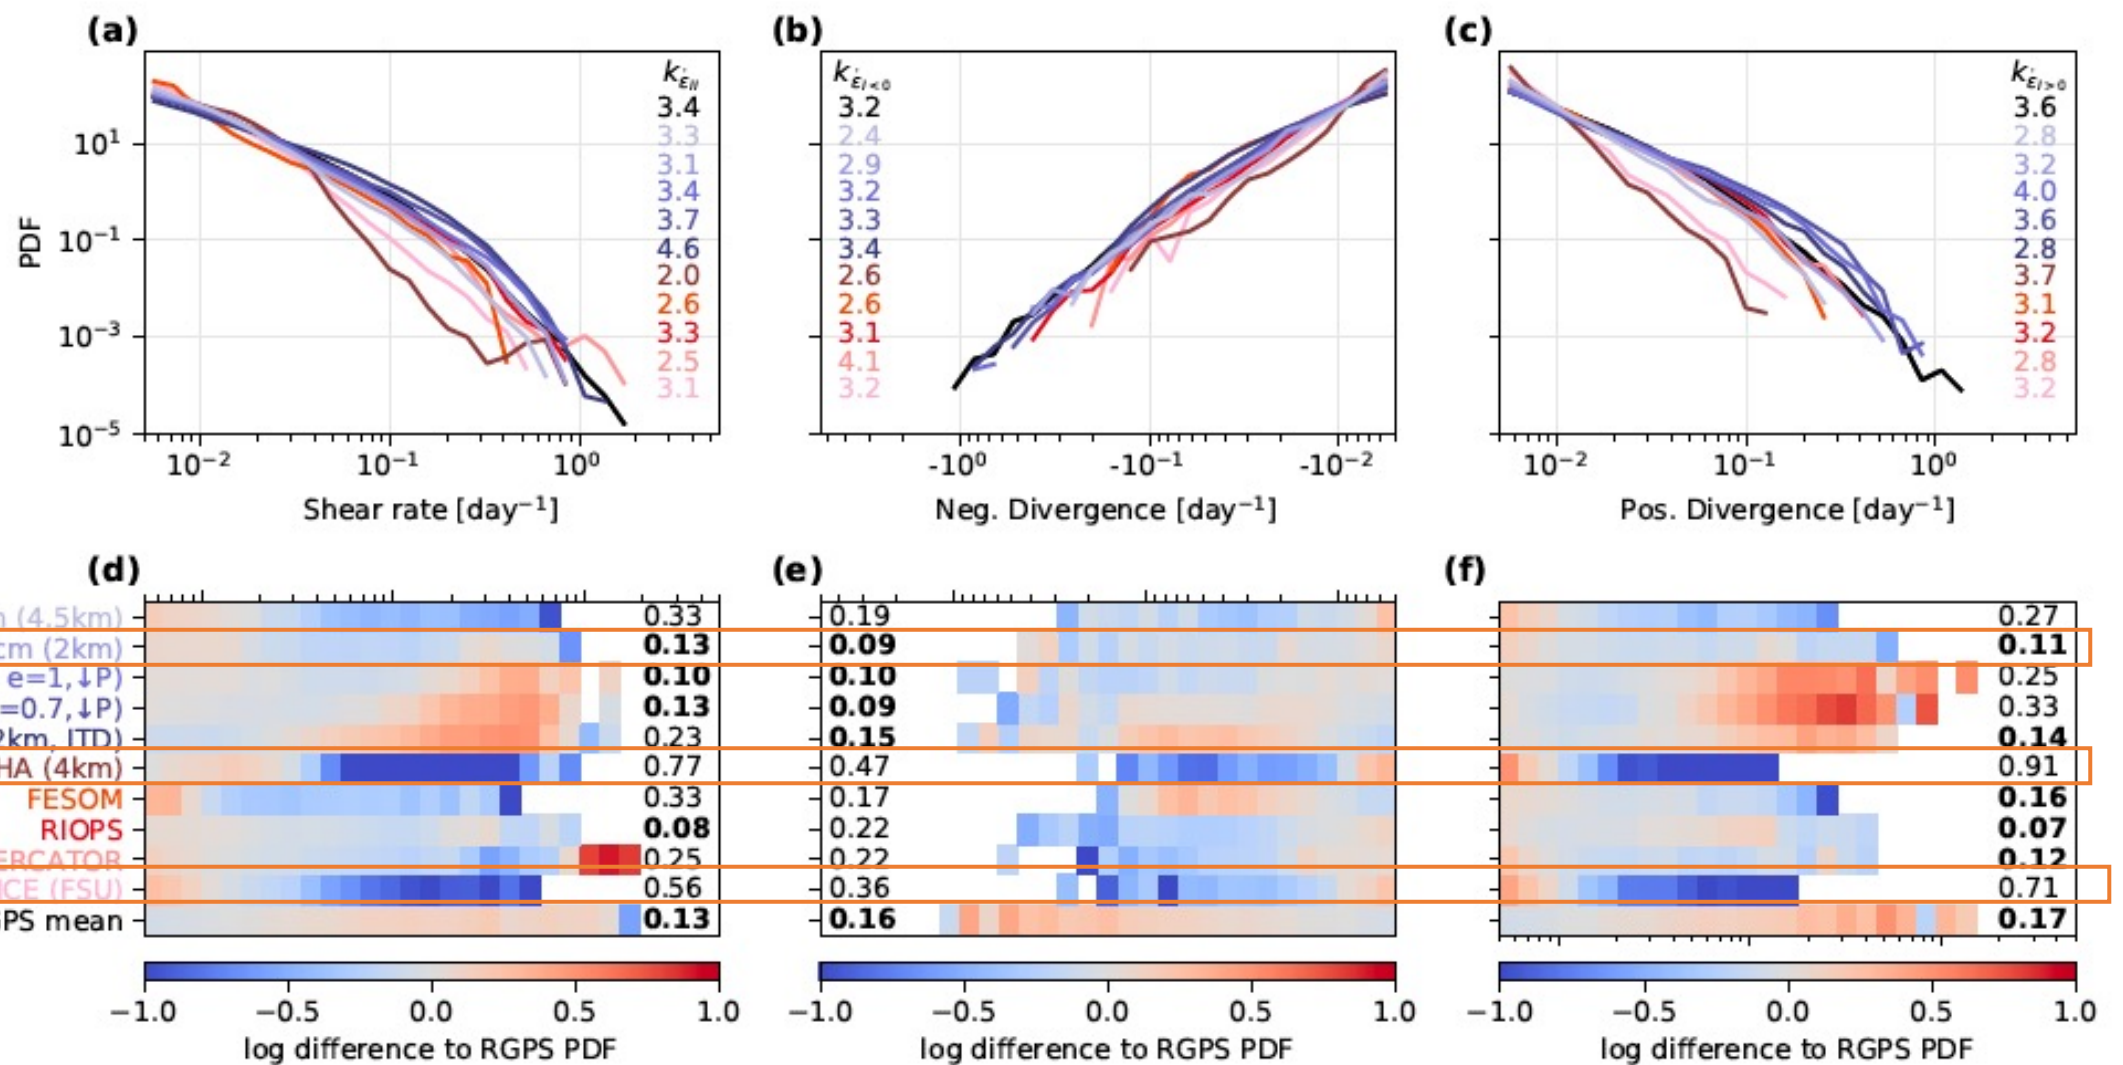 (a)
k̇εII
3.4
3.3
3.1
3.4
3.7
4.6
2.0
2.6
3.3
2.5
3.1
PDF
10¹
10⁻¹
10⁻³
10⁻⁵
10⁻² 10⁻¹ 10⁰
Shear rate [day⁻¹]
(b)
k̇εI<0
3.2
2.4
2.9
3.2
3.3
3.4
2.6
2.6
3.1
4.1
3.2
-10⁰ -10⁻¹ -10⁻²
Neg. Divergence [day⁻¹]
(c)
k̇εI>0
3.6
2.8
3.2
4.0
3.6
2.8
3.7
3.1
3.2
2.8
3.2
10⁻² 10⁻¹ 10⁰
Pos. Divergence [day⁻¹]
(d) (e) (f)
(4.5km) 0.33 0.19 0.27
cm (2km) 0.13 0.09 0.11
e=1,↓P) 0.10 0.10 0.25
=0.7,↓P) 0.13 0.09 0.33
2km, ITD) 0.23 0.15 0.14
HA (4km) 0.77 0.47 0.91
FESOM 0.33 0.17 0.16
RIOPS 0.08 0.22 0.07
ERCATOR 0.25 0.22 0.12
ICE (FSU) 0.56 0.36 0.71
GPS mean 0.13 0.16 0.17
−1.0 −0.5 0.0 0.5 1.0
log difference to RGPS PDF
−1.0 −0.5 0.0 0.5 1.0
log difference to RGPS PDF
−1.0 −0.5 0.0 0.5 1.0
log difference to RGPS PDF